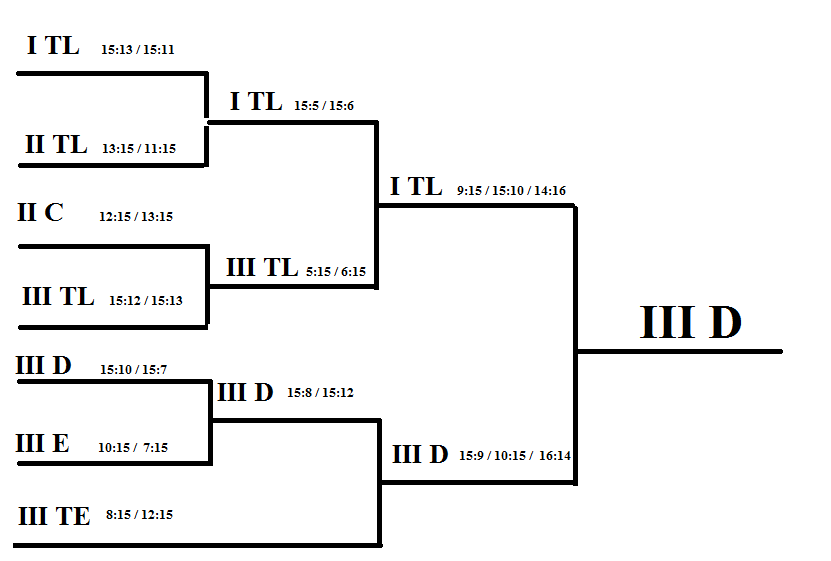 I TL 15:13 / 15:11
I TL 15:5 / 15:6
II TL 13:15 / 11:15
I TL 9:15 / 15:10 / 14:16
II C 12:15 / 13:15
III TL 5:15 / 6:15
III TL 15:12 / 15:13
III D
III D 15:10 / 15:7
III D 15:8 / 15:12
III E 10:15 / 7:15
III D 15:9 / 10:15 / 16:14
III TE 8:15 / 12:15